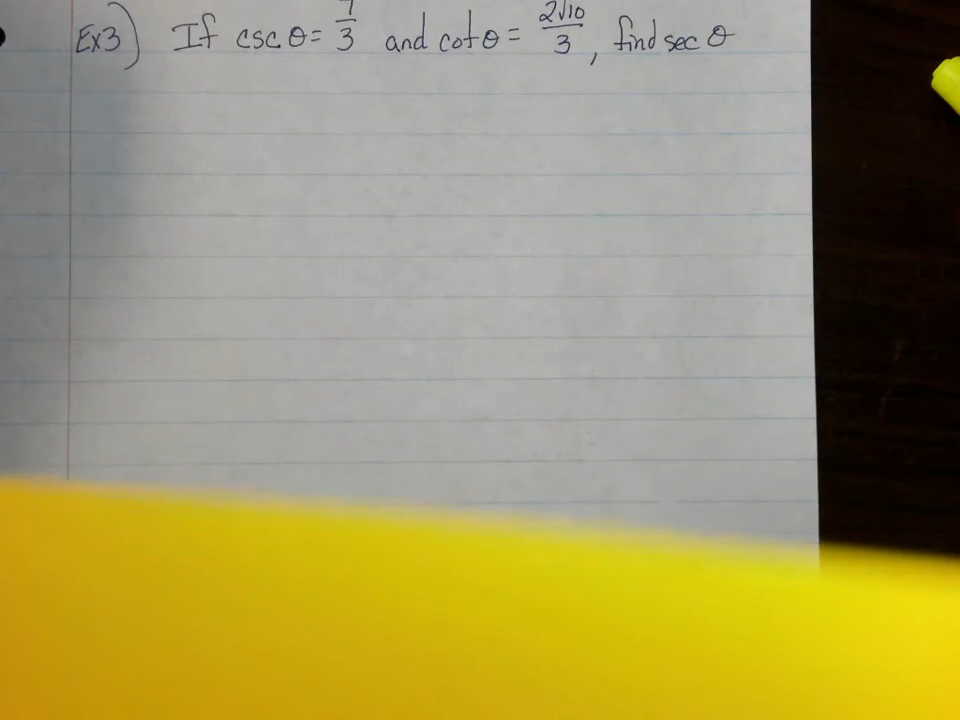 Ex3) If csc θ = 7/3 and cot θ = 2√10/3, find sec θ